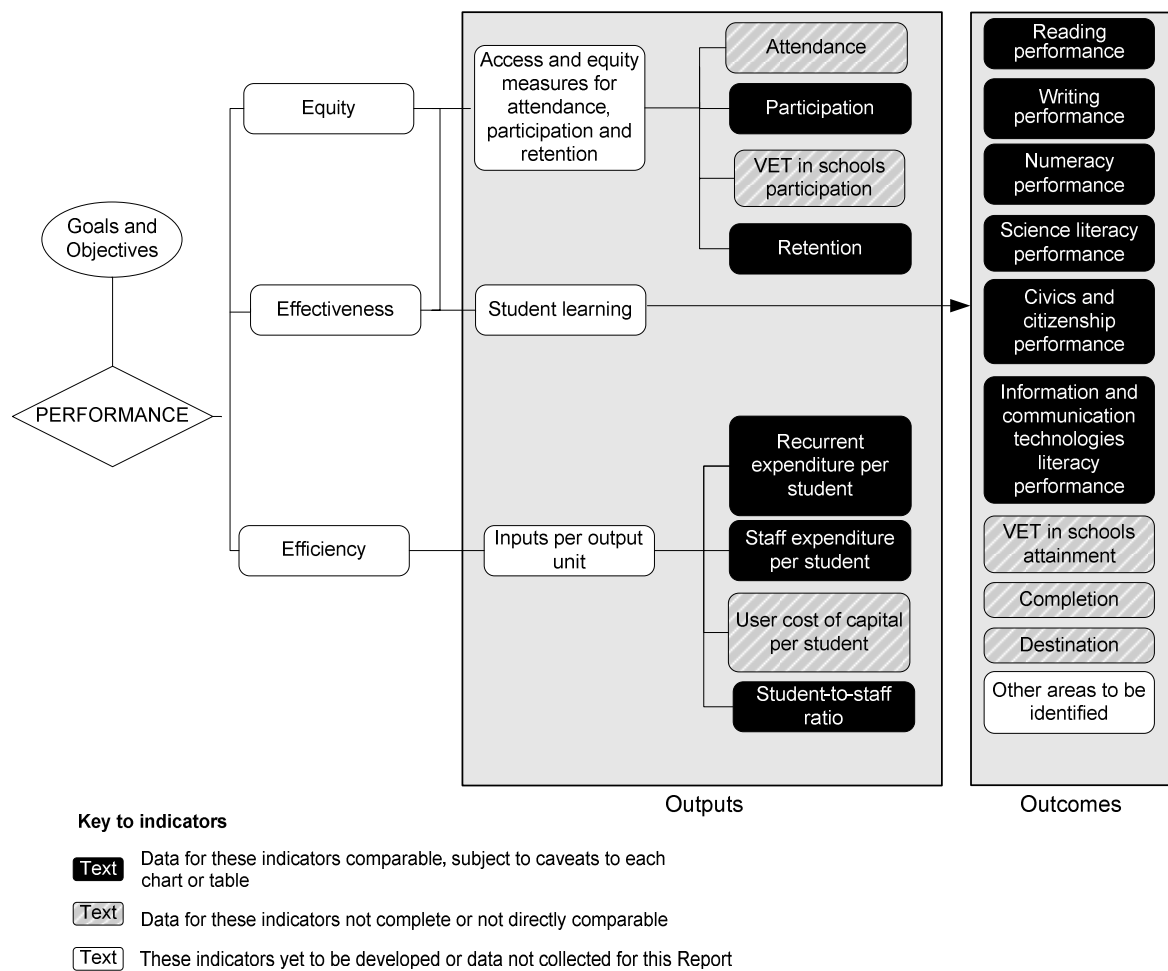 Goals and
Objectives
PERFORMANCE
Equity
Effectiveness
Efficiency
Access and equity
measures for
attendance,
participation and
retention
Student learning
Inputs per output
unit
Attendance
Participation
VET in schools
participation
Retention
Recurrent
expenditure per
student
Staff expenditure
per student
User cost of capital
per student
Student-to-staff
ratio
Outputs
Reading
performance
Writing
performance
Numeracy
performance
Science literacy
performance
Civics and
citizenship
performance
Information and
communication
technologies
literacy
performance
VET in schools
attainment
Completion
Destination
Other areas to be
identified
Outcomes
Key to indicators
Text
Data for these indicators comparable, subject to caveats to each
chart or table
Text
Data for these indicators not complete or not directly comparable
Text
These indicators yet to be developed or data not collected for this Report